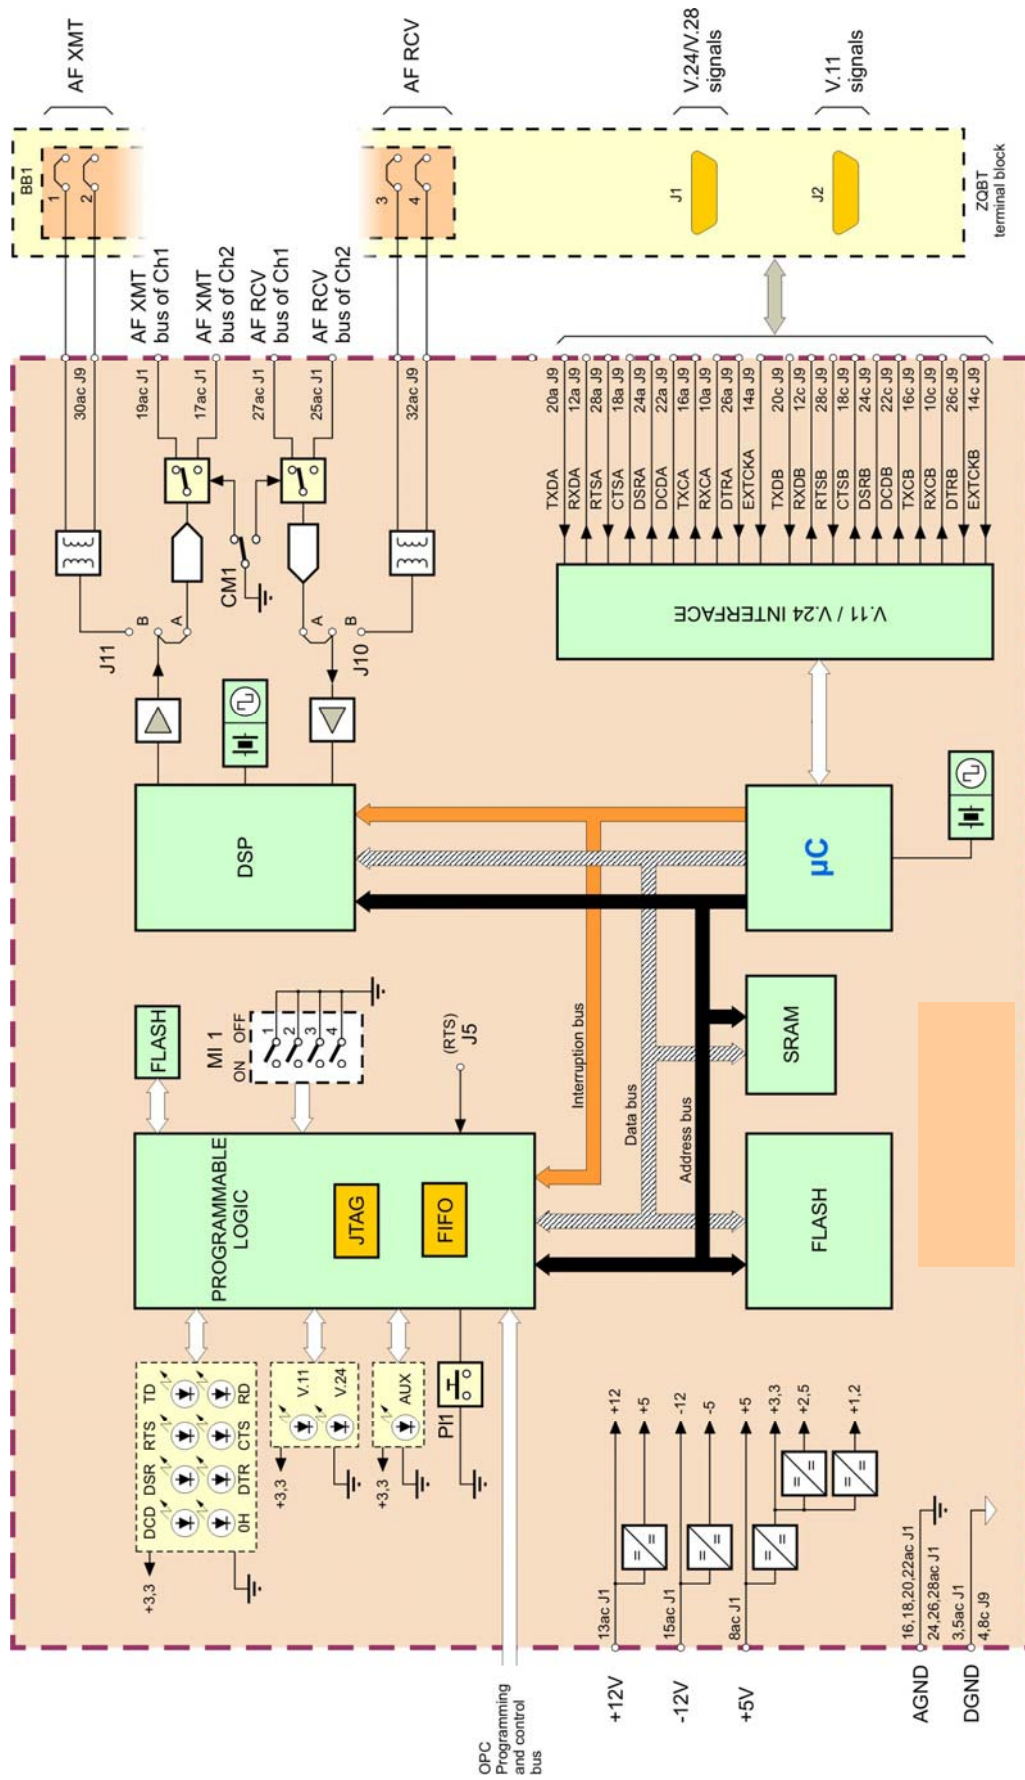 AF XMT
AF RCV
V.24/V.28
signals
V.11
signals
BB1
1
2
3
4
J1
J2
ZQBT
terminal block
AF XMT
bus of Ch1
AF XMT
bus of Ch2
AF RCV
bus of Ch1
AF RCV
bus of Ch2
30ac J9
19ac J1
17ac J1
27ac J1
25ac J1
32ac J9
TXDA 20a J9
RXDA 12a J9
RTSA 28a J9
CTSA 18a J9
DSRA 24a J9
DCDA 22a J9
TXCA 16a J9
RXCA 10a J9
DTRA 26a J9
EXTCKA 14a J9
TXDB 20c J9
RXDB 12c J9
RTSB 28c J9
CTSB 18c J9
DSRB 24c J9
DCDB 22c J9
TXCB 16c J9
RXCB 10c J9
DTRB 26c J9
EXTCKB 14c J9
CM1
J11
B
A
A
B
J10
V.11 / V.24 INTERFACE
DSP
µC
FLASH
MI 1
ON OFF
1
2
3
4
(RTS)
J5
Interruption bus
Data bus
Address bus
SRAM
PROGRAMMABLE
LOGIC
JTAG
FIFO
FLASH
DCD DSR RTS TD
0H DTR CTS RD
+3,3
V.11
V.24
+3,3
AUX
+3,3
PI1
OPC
Programming
and control
bus
+12V
13ac J1
+12
+5
-12V
15ac J1
-12
-5
+5V
8ac J1
+5
+3,3
+2,5
+1,2
= =
= =
= =
= =
= =
AGND
16,18,20,22ac J1
24,26,28ac J1
DGND
3,5ac J1
4,8c J9